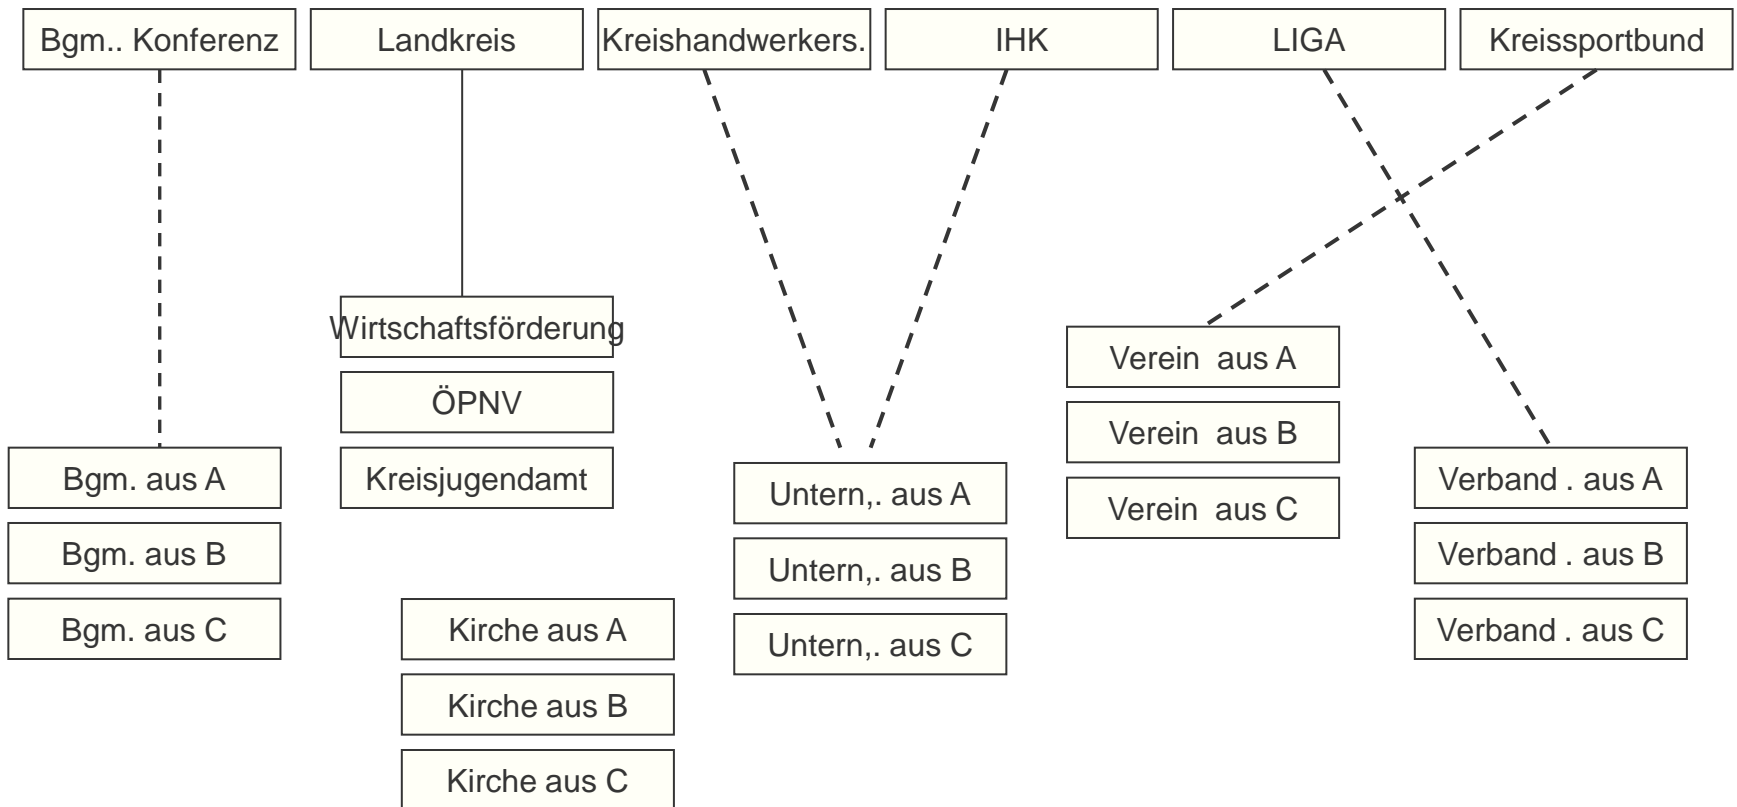 Bgm.. Konferenz
Landkreis
Kreishandwerkers.
IHK
LIGA
Kreissportbund
Wirtschaftsförderung
ÖPNV
Kreisjugendamt
Bgm. aus A
Bgm. aus B
Bgm. aus C
Kirche aus A
Kirche aus B
Kirche aus C
Untern,. aus A
Untern,. aus B
Untern,. aus C
Verein  aus A
Verein  aus B
Verein  aus C
Verband . aus A
Verband . aus B
Verband . aus C